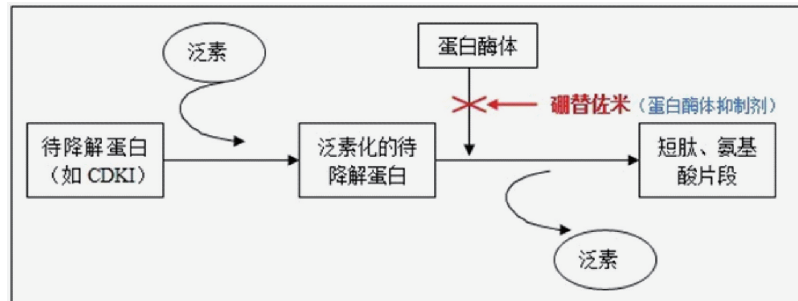 泛素
蛋白酶体
硼替佐米（蛋白酶体抑制剂）
待降解蛋白
（如 CDKI）
泛素化的待
降解蛋白
短肽、氨基
酸片段
泛素